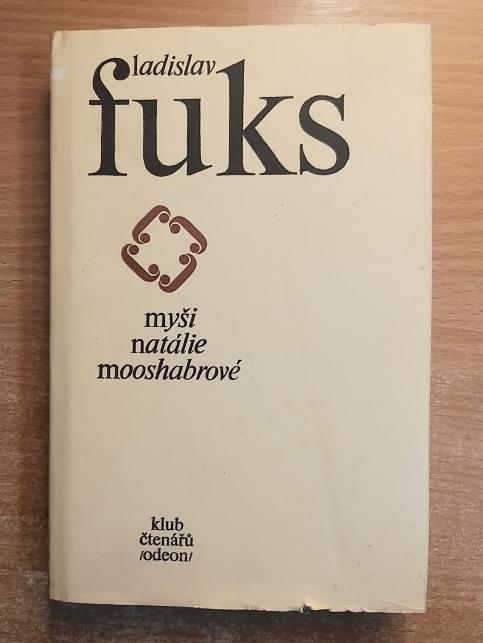 ladislav
fuks
myši
natálie
mooshabrové
klub
čtenářů
/odeon/